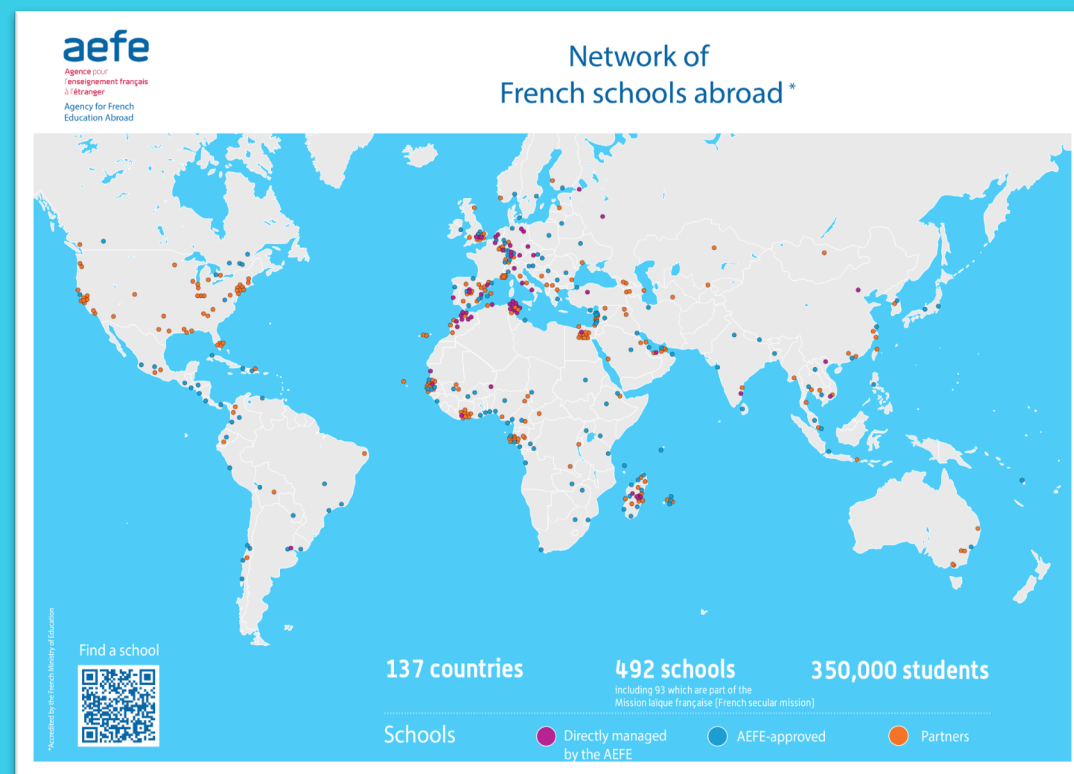 aefe
Agence pour
l'enseignement français
à l'étranger
Agency for French
Education Abroad
Network of
French schools abroad *
*Accredited by the French Ministry of Education
Find a school
137 countries
492 schools
350,000 students
including 93 which are part of the
Mission laïque française [French secular mission]
Schools
Directly managed
by the AEFE
AEFE-approved
Partners